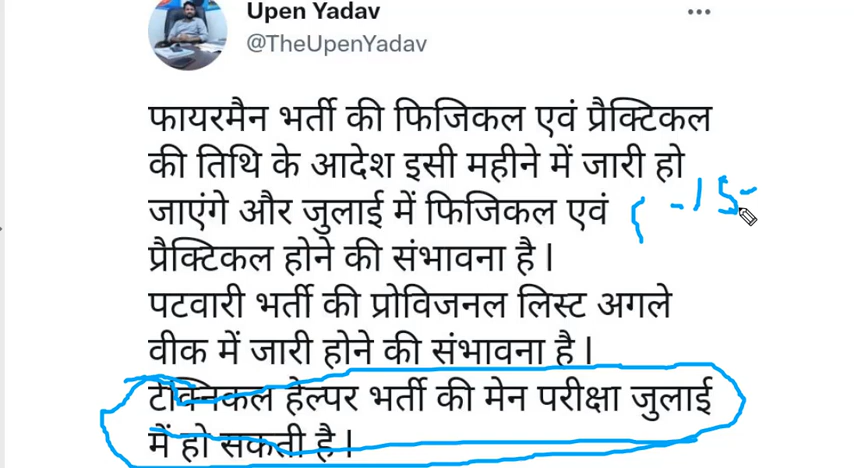 Upen Yadav
@TheUpenYadav
फायरमैन भर्ती की फिजिकल एवं प्रैक्टिकल
की तिथि के आदेश इसी महीने में जारी हो
जाएंगे और जुलाई में फिजिकल एवं ( -15-
प्रैक्टिकल होने की संभावना है l
पटवारी भर्ती की प्रोविजनल लिस्ट अगले
वीक में जारी होने की संभावना है l
टेक्निकल हेल्पर भर्ती की मेन परीक्षा जुलाई
में हो सकती है l